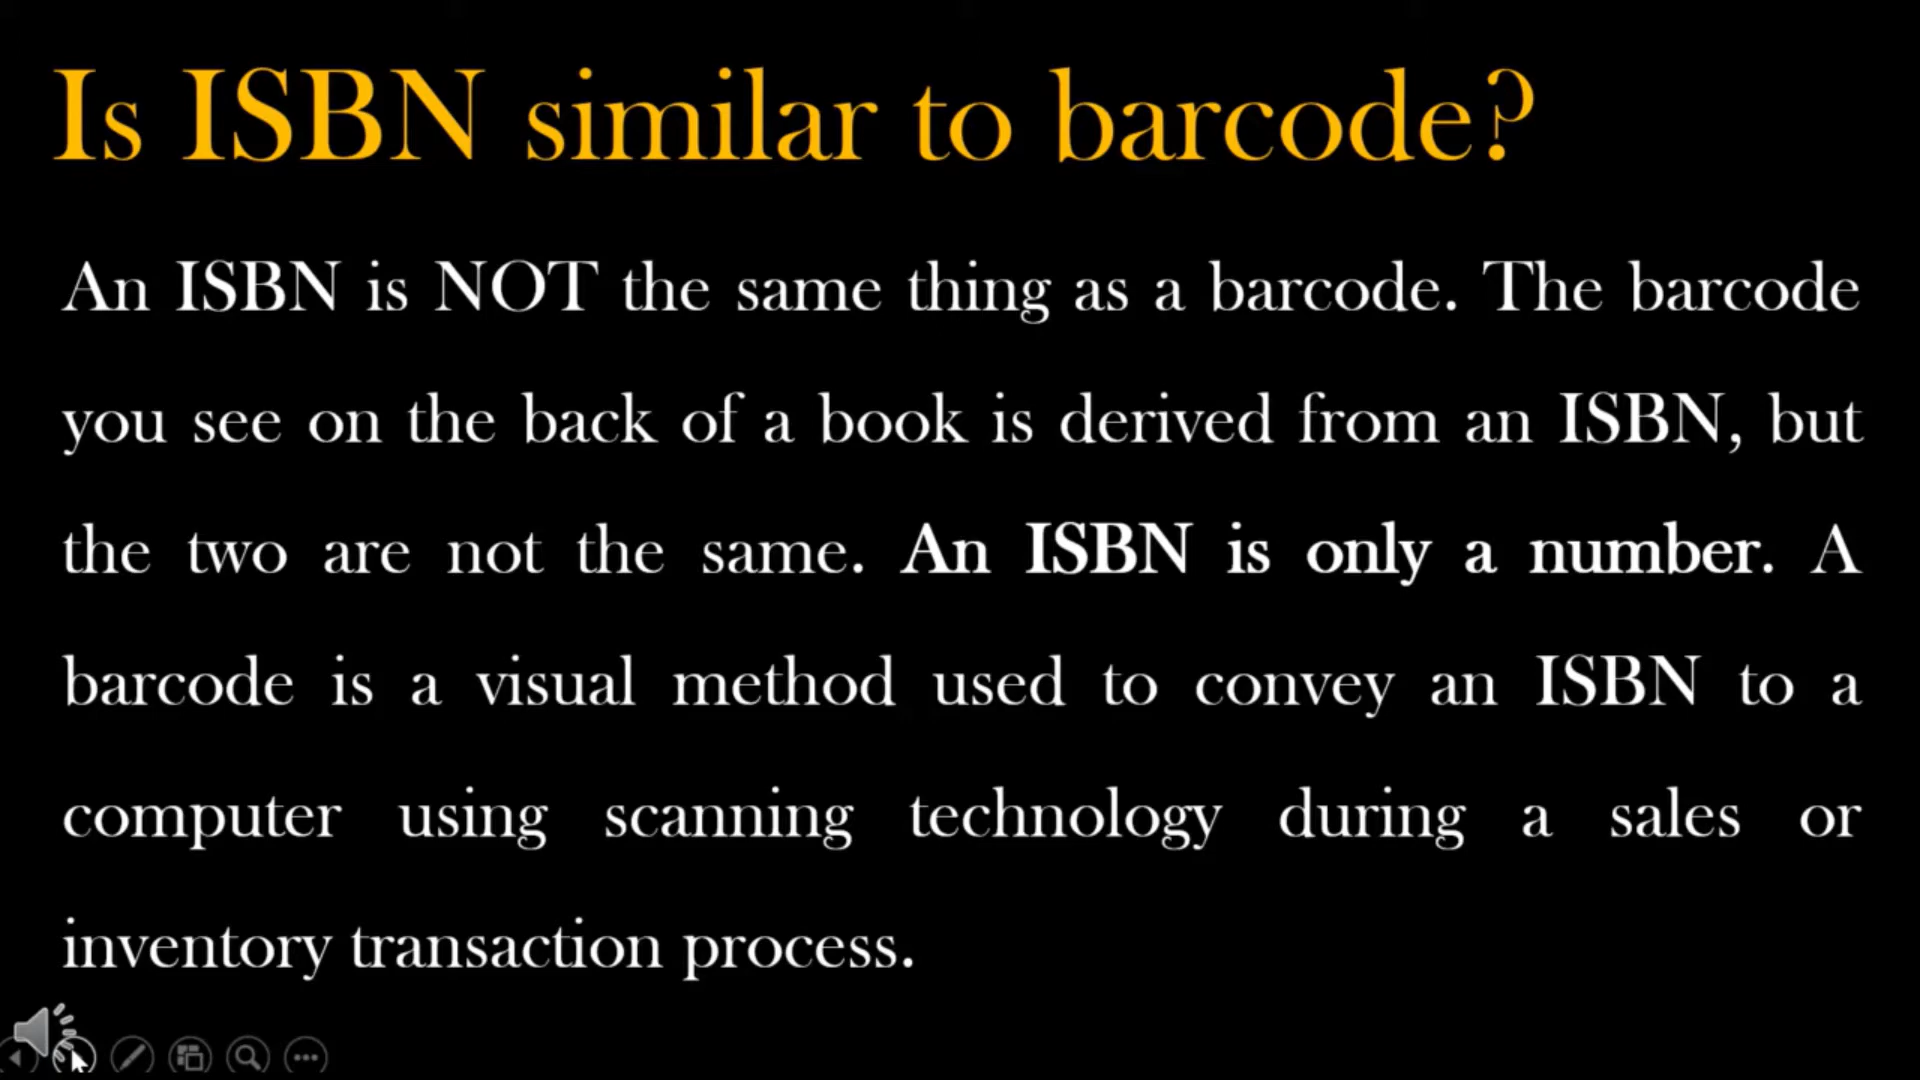 Is ISBN similar to barcode?
An ISBN is NOT the same thing as a barcode. The barcode
you see on the back of a book is derived from an ISBN, but
the two are not the same. An ISBN is only a number. A
barcode is a visual method used to convey an ISBN to a
computer using scanning technology during a sales or
inventory transaction process.